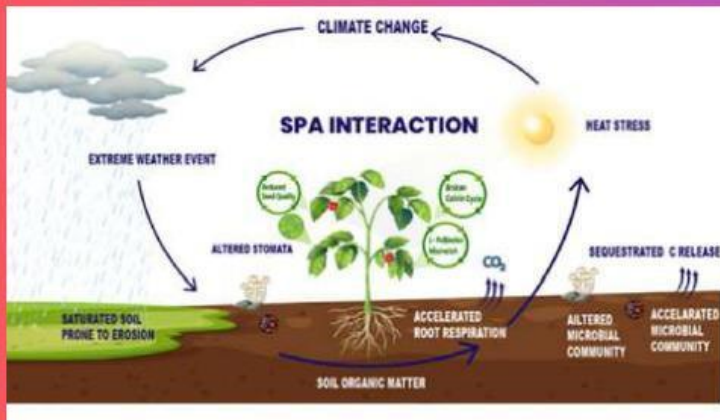 CLIMATE CHANGE
SPA INTERACTION
HEAT STRESS
EXTREME WEATHER EVENT
Reduced
Seed Quality
Broken
Calvin Cycle
ALTERED STOMATA
CO₂
SEQUESTRATED C RELEASE
SATURATED SOIL
PRONE TO EROSION
ACCELERATED
ROOT RESPIRATION
AILTERED
MICROBIAL
COMMUNITY
ACCELARATED
MICROBIAL
COMMUNITY
SOIL ORGANIC MATTER